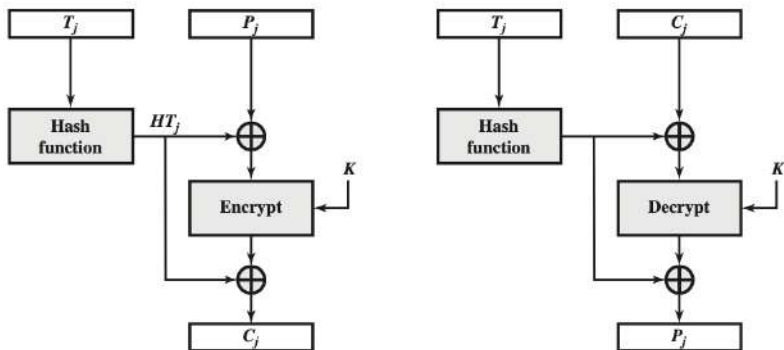 Tj
Pj
Hash
function
HTj
K
Encrypt
Cj
Tj
Cj
Hash
function
K
Decrypt
Pj